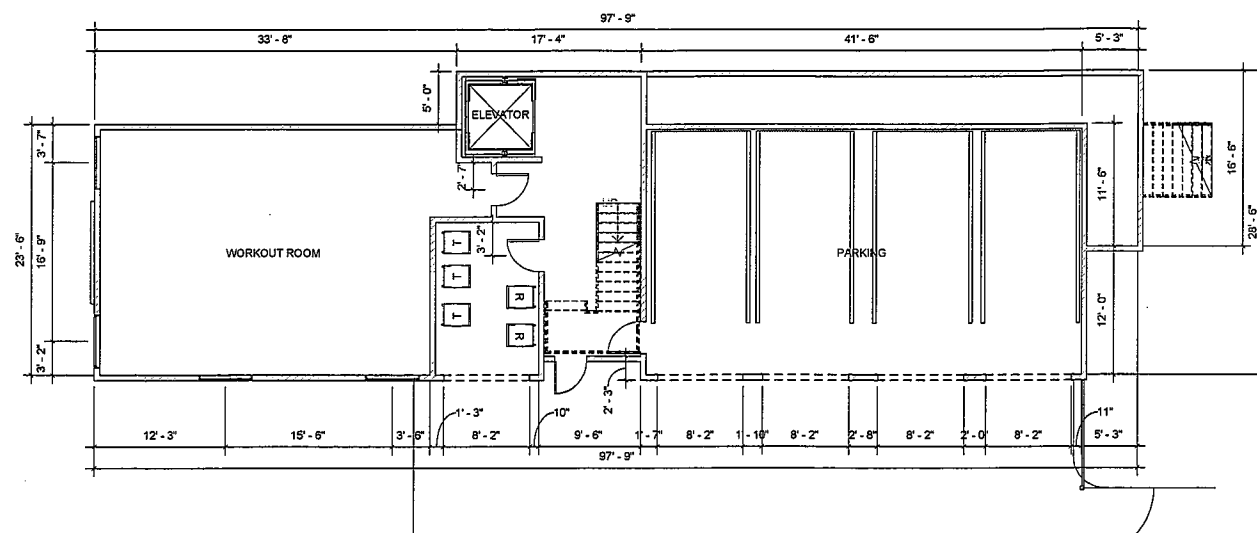 97' - 9"
33' - 8" 17' - 4" 41' - 6" 5' - 3"
5' - 0"
ELEVATOR
3' - 7"
2' - 7"
11' - 6"
16' - 6"
28' - 6"
23' - 6"
16' - 9"
WORKOUT ROOM
T
T
T
R
R
3' - 2"
PARKING
12' - 0"
3' - 2"
2' - 3"
1' - 3" 10" 11"
12' - 3" 15' - 6" 3' - 6" 8' - 2" 9' - 6" 1' - 7" 8' - 2" 1' - 10" 8' - 2" 2' - 8" 8' - 2" 2' - 0" 8' - 2" 5' - 3"
97' - 9"